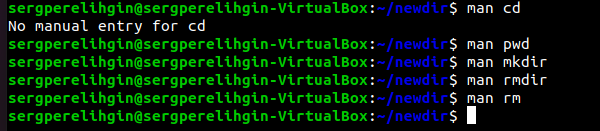 sergperelihgin@sergperelihgin-VirtualBox:~/newdir$ man cd
No manual entry for cd
sergperelihgin@sergperelihgin-VirtualBox:~/newdir$ man pwd
sergperelihgin@sergperelihgin-VirtualBox:~/newdir$ man mkdir
sergperelihgin@sergperelihgin-VirtualBox:~/newdir$ man rmdir
sergperelihgin@sergperelihgin-VirtualBox:~/newdir$ man rm
sergperelihgin@sergperelihgin-VirtualBox:~/newdir$